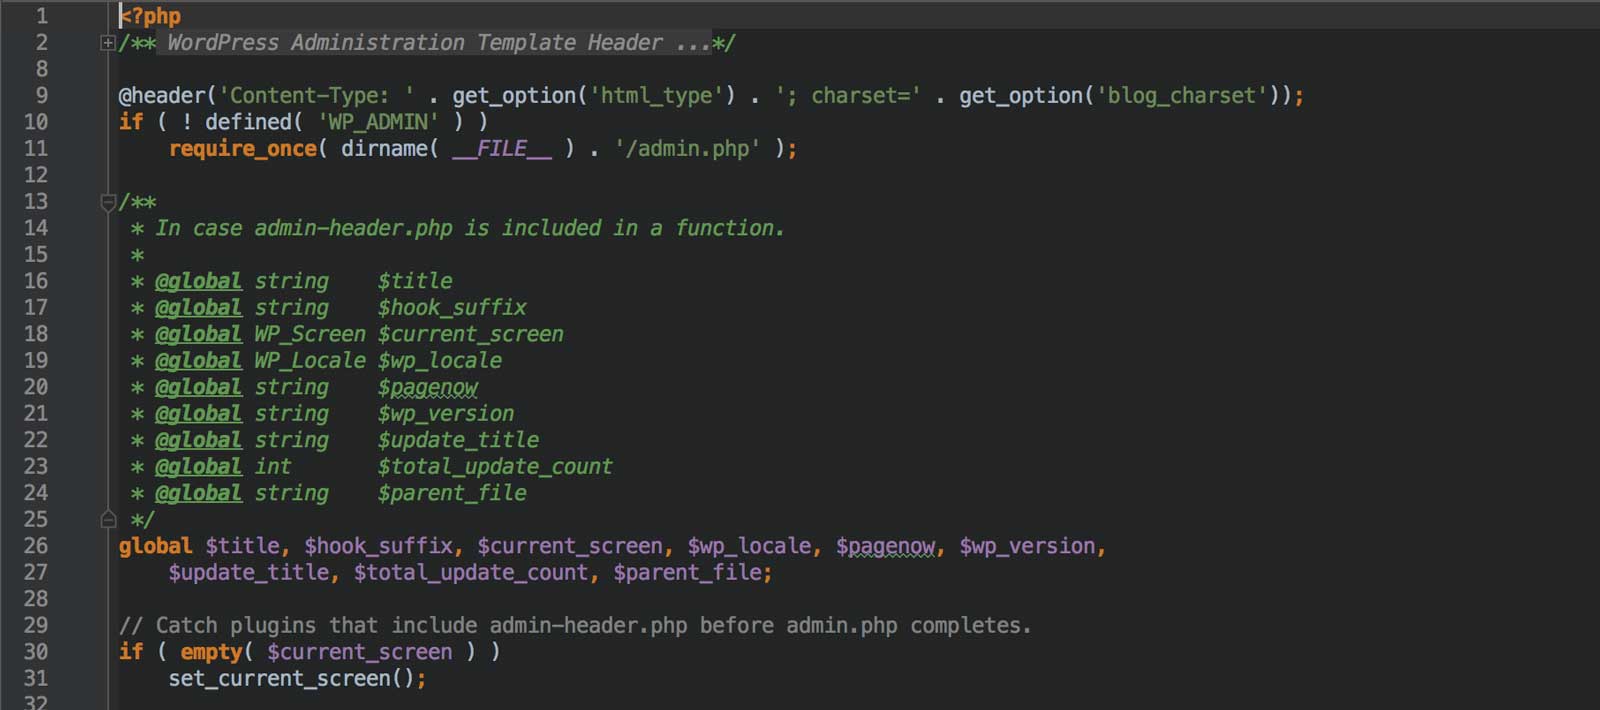 1 <?php
2 /** WordPress Administration Template Header ...*/
8
9 @header('Content-Type: ' . get_option('html_type') . '; charset=' . get_option('blog_charset'));
10 if ( ! defined( 'WP_ADMIN' ) )
11     require_once( dirname( __FILE__ ) . '/admin.php' );
12
13 /**
14  * In case admin-header.php is included in a function.
15  *
16  * @global string    $title
17  * @global string    $hook_suffix
18  * @global WP_Screen $current_screen
19  * @global WP_Locale $wp_locale
20  * @global string    $pagenow
21  * @global string    $wp_version
22  * @global string    $update_title
23  * @global int       $total_update_count
24  * @global string    $parent_file
25  */
26 global $title, $hook_suffix, $current_screen, $wp_locale, $pagenow, $wp_version,
27     $update_title, $total_update_count, $parent_file;
28
29 // Catch plugins that include admin-header.php before admin.php completes.
30 if ( empty( $current_screen ) )
31     set_current_screen();
32